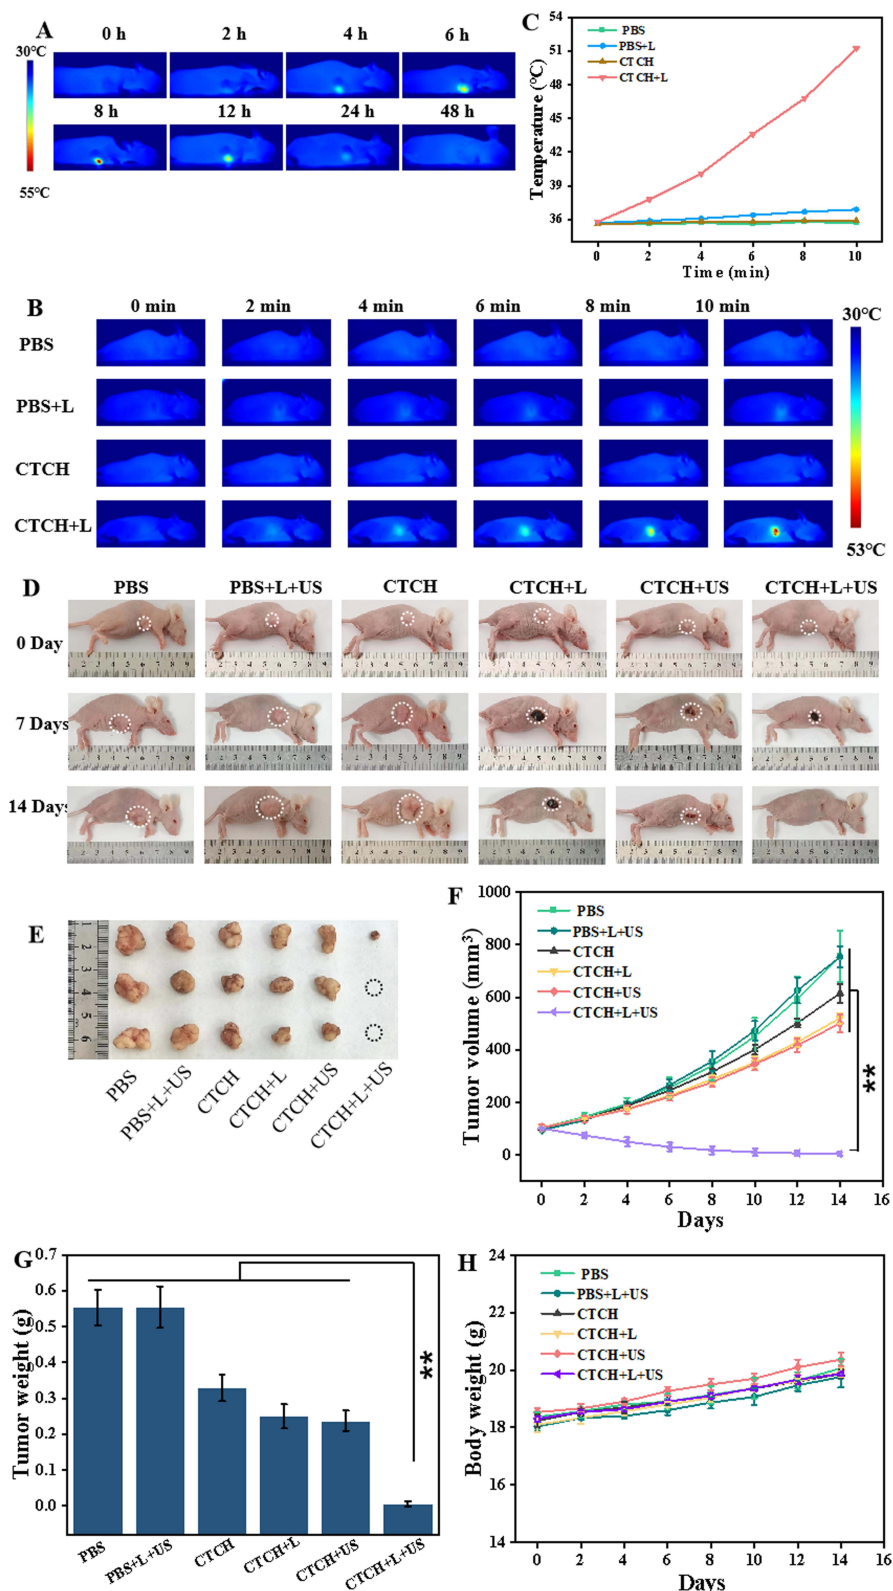 A
0 h 2 h 4 h 6 h
30°C
8 h 12 h 24 h 48 h
55°C
C
PBS
PBS+L
CTCH
CTCH+L
Temperature (°C)
54
51
48
45
42
39
36
0 2 4 6 8 10
Time (min)
B
0 min 2 min 4 min 6 min 8 min 10 min
30°C
PBS
PBS+L
CTCH
CTCH+L
53°C
D
PBS PBS+L+US CTCH CTCH+L CTCH+US CTCH+L+US
0 Day
7 Days
14 Days
E
1
2
3
4
5
6
PBS PBS+L+US CTCH CTCH+L CTCH+US CTCH+L+US
F
PBS
PBS+L+US
CTCH
CTCH+L
CTCH+US
CTCH+L+US
Tumor volume (mm³)
1000
800
600
400
200
0
**
0 2 4 6 8 10 12 14 16
Days
G
Tumor weight (g)
0.7
0.6
0.5
0.4
0.3
0.2
0.1
0.0
**
PBS PBS+L+US CTCH CTCH+L CTCH+US CTCH+L+US
H
PBS
PBS+L+US
CTCH
CTCH+L
CTCH+US
CTCH+L+US
Body weight (g)
24
22
20
18
16
14
0 2 4 6 8 10 12 14 16
Days